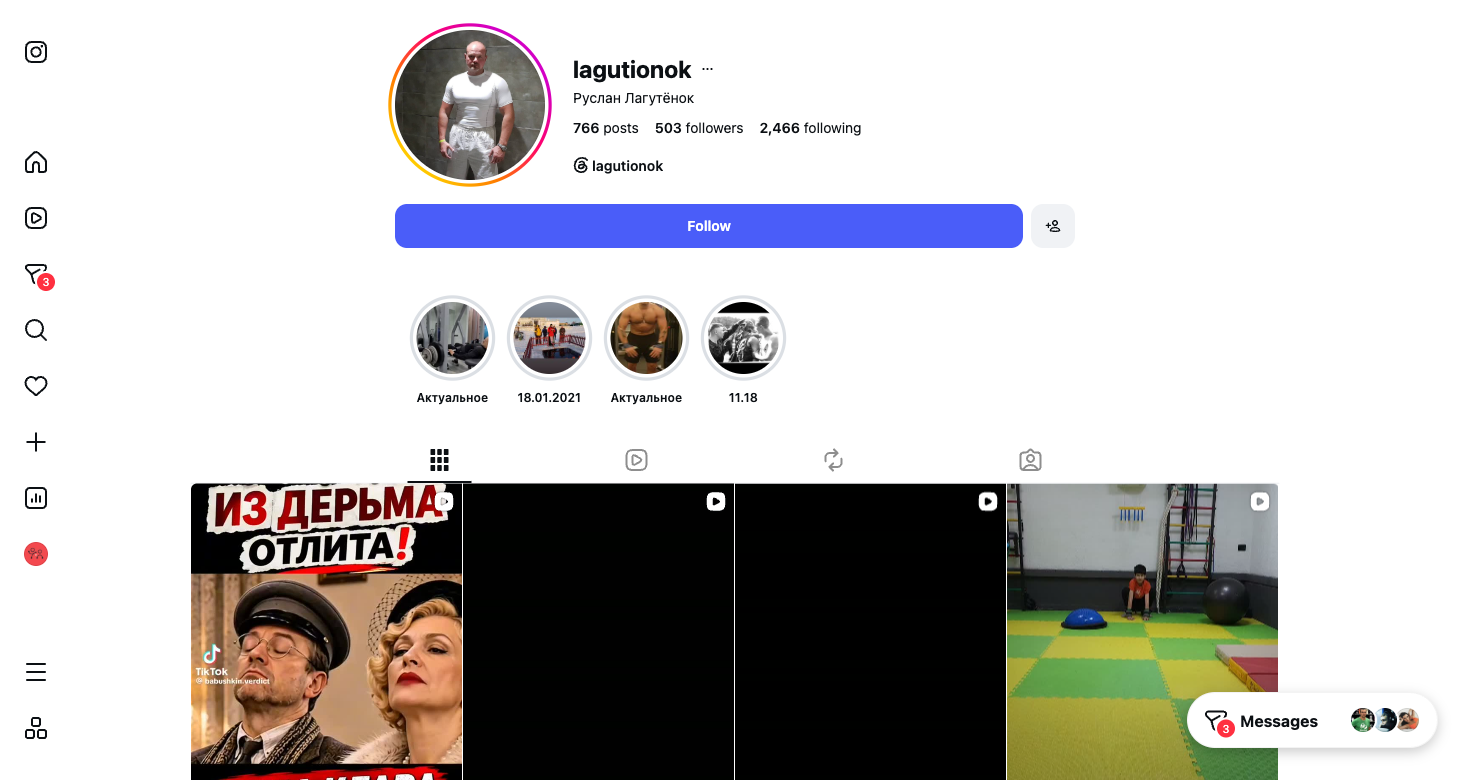 lagutionok ...
Руслан Лагутёнок
766 posts 503 followers 2,466 following
lagutionok
Follow
3
Актуальное
18.01.2021
Актуальное
11.18
ИЗ ДЕРЬМА
ОТЛИТА!
TikTok
@ babushkin.verdict
3 Messages